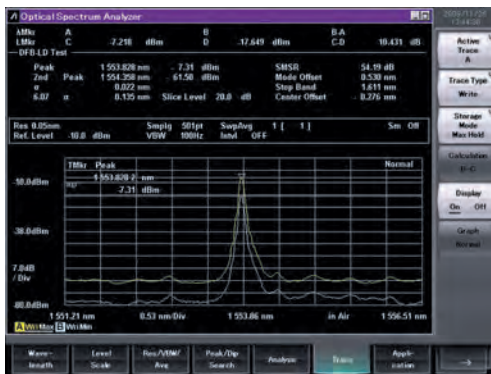 Optical Spectrum Analyzer
λMkr A B B-A
LMkr C -7.218 dBm D -17.649 dBm C-D 10.431 dB
DFB-LD Test
Peak 1 553.828 nm -7.31 dBm SMSR 54.19 dB
2nd Peak 1 554.358 nm -61.50 dBm Mode Offset 0.530 nm
σ 0.022 nm Stop Band 1.611 nm
6.07 σ 0.135 nm Slice Level 20.0 dB Center Offset -0.276 nm
Res 0.05nm Smplg 501pt SwpAvg 1 [ 1] Sm Off
Ref. Level -10.0 dBm VBW 100Hz Intvl OFF
TMkr Peak Normal
1 553.828 2 nm
-7.31 dBm
-10.0dBm
-38.0dBm
7.0dB
/ Div
-80.0dBm
1 551.21 nm 0.53 nm/Div 1 553.86 nm in Air 1 556.51 nm
A Wri Max B Wri Min
Active
Trace
A
Trace Type
Write
Storage
Mode
Max Hold
Calculation
Display
On Off
Graph
Normal
Wave-
length
Level
Scale
Res/VBW/
Avg
Peak/Dip
Search
Analysis
Trace
Appli-
cation
→